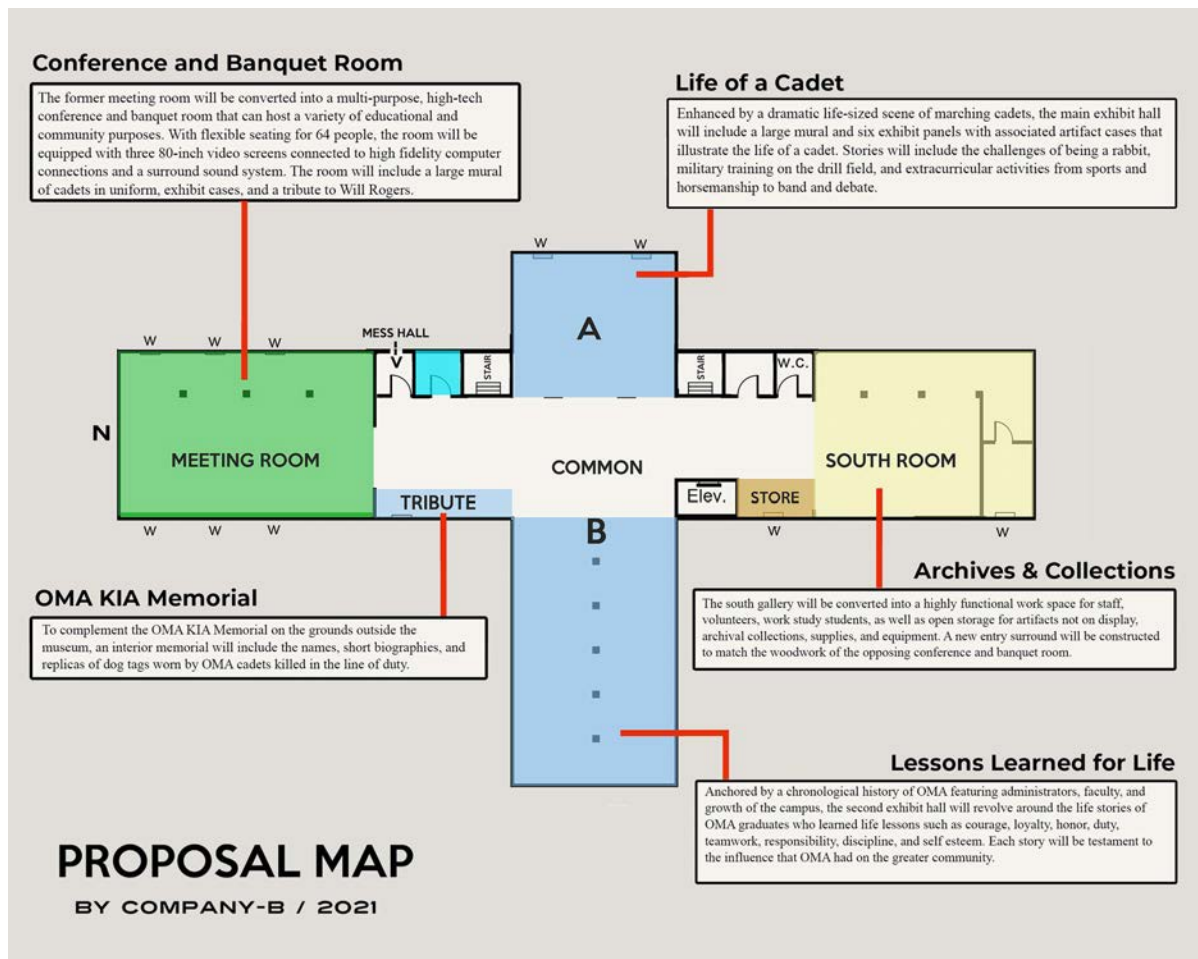 Conference and Banquet Room
The former meeting room will be converted into a multi-purpose, high-tech
conference and banquet room that can host a variety of educational and
community purposes. With flexible seating for 64 people, the room will be
equipped with three 80-inch video screens connected to high fidelity computer
connections and a surround sound system. The room will include a large mural
of cadets in uniform, exhibit cases, and a tribute to Will Rogers.
Life of a Cadet
Enhanced by a dramatic life-sized scene of marching cadets, the main exhibit hall
will include a large mural and six exhibit panels with associated artifact cases that
illustrate the life of a cadet. Stories will include the challenges of being a rabbit,
military training on the drill field, and extracurricular activities from sports and
horsemanship to band and debate.
W W
W W W
MESS HALL
A
STAIR
STAIR
W.C.
N
MEETING ROOM
COMMON
SOUTH ROOM
TRIBUTE
Elev.
STORE
W W W
B
W
W
OMA KIA Memorial
To complement the OMA KIA Memorial on the grounds outside the
museum, an interior memorial will include the names, short biographies, and
replicas of dog tags worn by OMA cadets killed in the line of duty.
Archives & Collections
The south gallery will be converted into a highly functional work space for staff,
volunteers, work study students, as well as open storage for artifacts not on display,
archival collections, supplies, and equipment. A new entry surround will be constructed
to match the woodwork of the opposing conference and banquet room.
Lessons Learned for Life
Anchored by a chronological history of OMA featuring administrators, faculty, and
growth of the campus, the second exhibit hall will revolve around the life stories of
OMA graduates who learned life lessons such as courage, loyalty, honor, duty,
teamwork, responsibility, discipline, and self esteem. Each story will be testament to
the influence that OMA had on the greater community.
PROPOSAL MAP
BY COMPANY-B / 2021